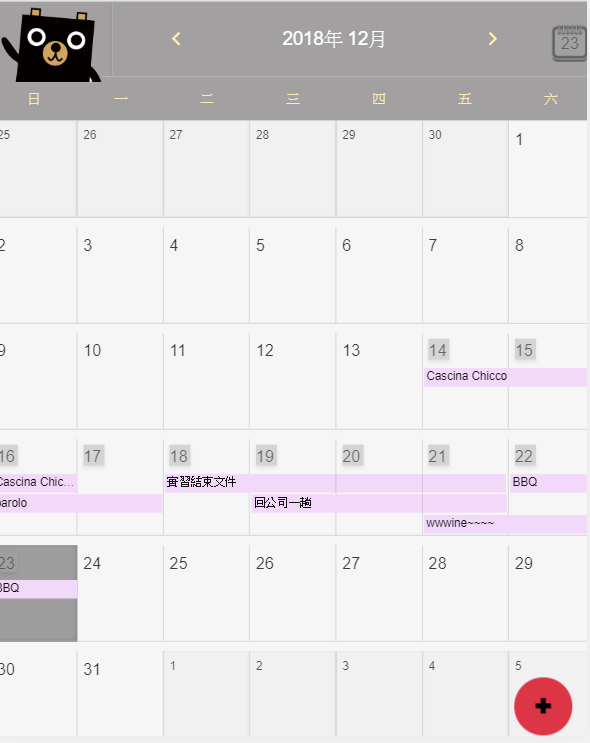 2018年 12月
23
日 一 二 三 四 五 六
25 26 27 28 29 30 1
2 3 4 5 6 7 8
9 10 11 12 13 14 15
Cascina Chicco
16 17 18 19 20 21 22
Cascina Chic... 實習結束文件 BBQ
barolo 回公司一趟
wwwine~~~~
23 24 25 26 27 28 29
BBQ
30 31 1 2 3 4 5